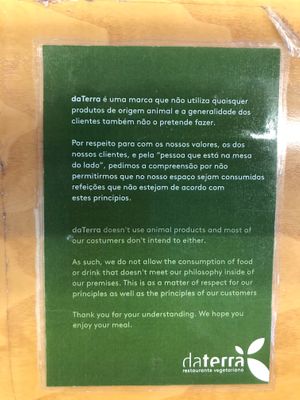 daTerra é uma marca que não utiliza quaisquer
produtos de origem animal e a generalidade dos
clientes também não o pretende fazer.
Por respeito para com os nossos valores, os dos
nossos clientes, e pela “pessoa que está na mesa
do lado”, pedimos a compreensão por não
permitirmos que no nosso espaço sejam consumidas
refeições que não estejam de acordo com
estes princípios.
daTerra doesn't use animal products and most of
our costumers don't intend to either.
As such, we do not allow the consumption of food
or drink that doesn't meet our philosophy inside of
our premises. This is as a matter of respect for our
principles as well as the principles of our customers
Thank you for your understanding. We hope you
enjoy your meal.
daterra
restaurante vegetariano